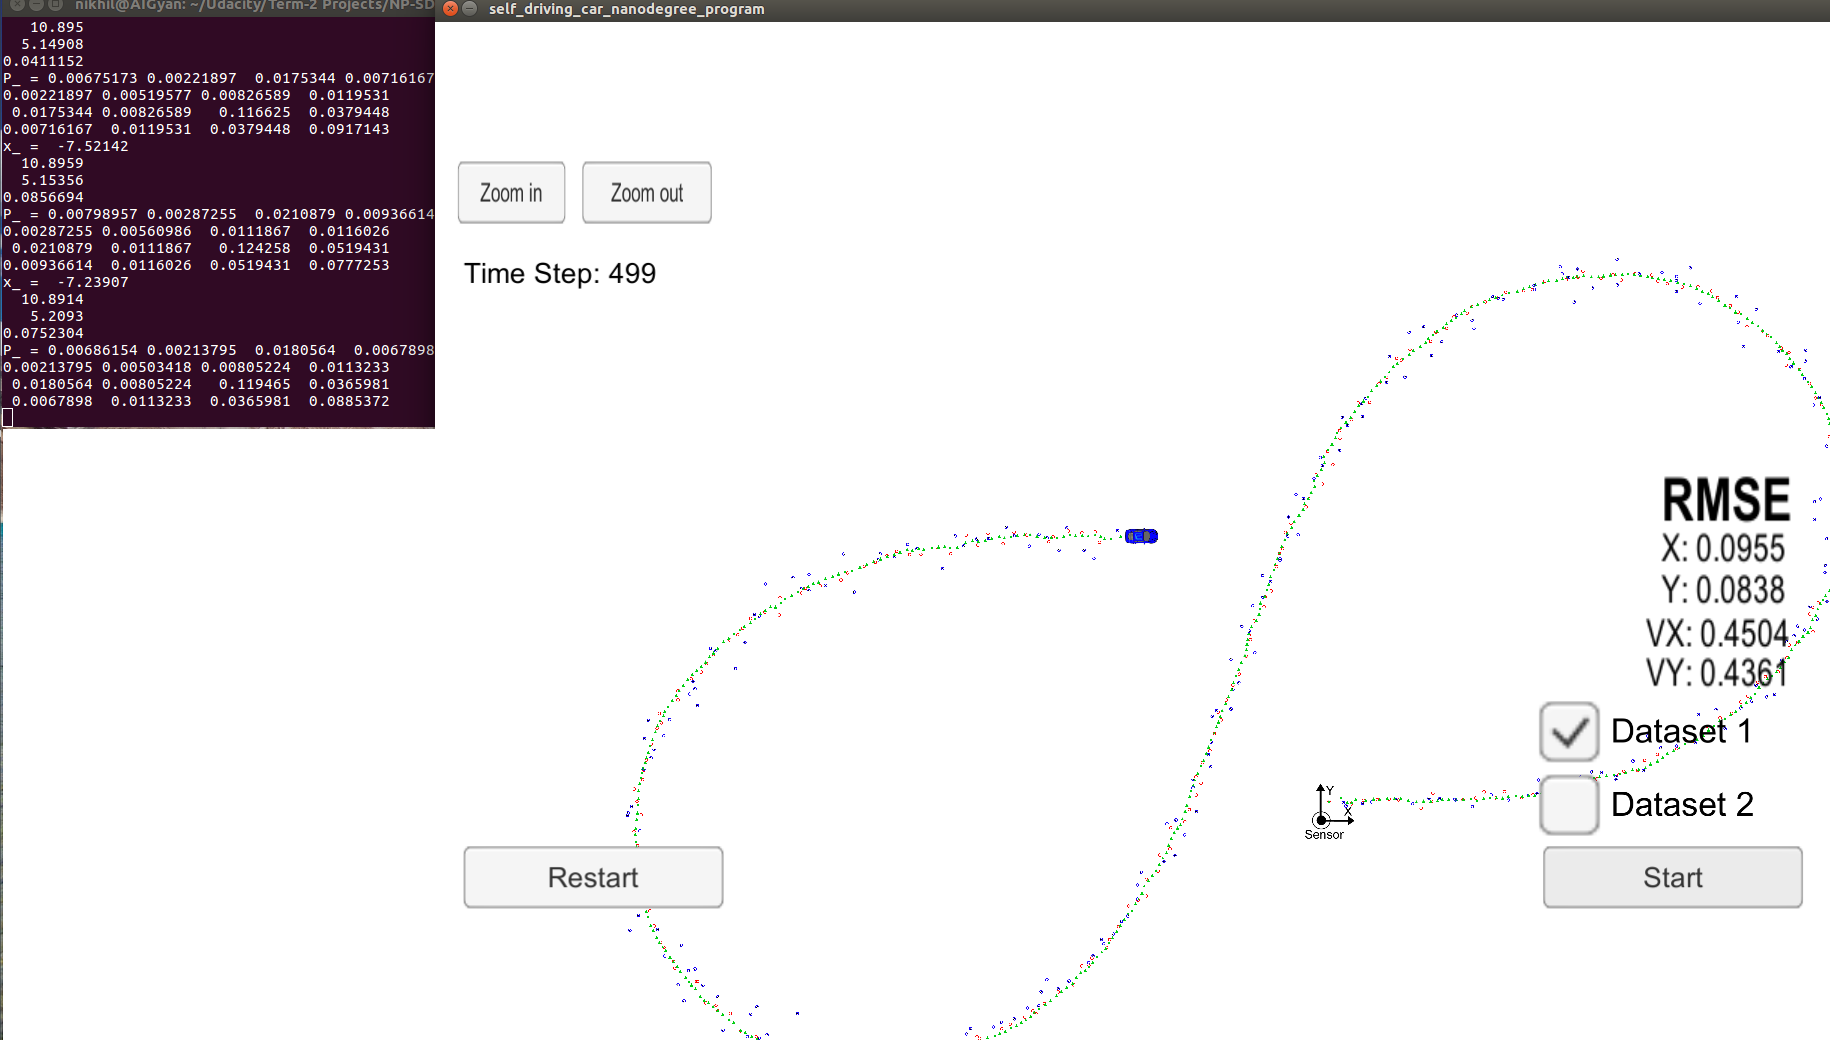 nikhil@AIGyan: ~/Udacity/Term-2 Projects/NP-SD
10.895
5.14908
0.0411152
P_ = 0.00675173 0.00221897 0.0175344 0.00716167
0.00221897 0.00519577 0.00826589 0.0119531
0.0175344 0.00826589 0.116625 0.0379448
0.00716167 0.0119531 0.0379448 0.0917143
x_ = -7.52142
10.8959
5.15356
0.0856694
P_ = 0.00798957 0.00287255 0.0210879 0.00936614
0.00287255 0.00560986 0.0111867 0.0116026
0.0210879 0.0111867 0.124258 0.0519431
0.00936614 0.0116026 0.0519431 0.0777253
x_ = -7.23907
10.8914
5.2093
0.0752304
P_ = 0.00686154 0.00213795 0.0180564 0.0067898
0.00213795 0.00503418 0.00805224 0.0113233
0.0180564 0.00805224 0.119465 0.0365981
0.0067898 0.0113233 0.0365981 0.0885372
self_driving_car_nanodegree_program
Zoom in
Zoom out
Time Step: 499
RMSE
X: 0.0955
Y: 0.0838
VX: 0.4504
VY: 0.4361
Dataset 1
Dataset 2
Y
X
Sensor
Restart
Start